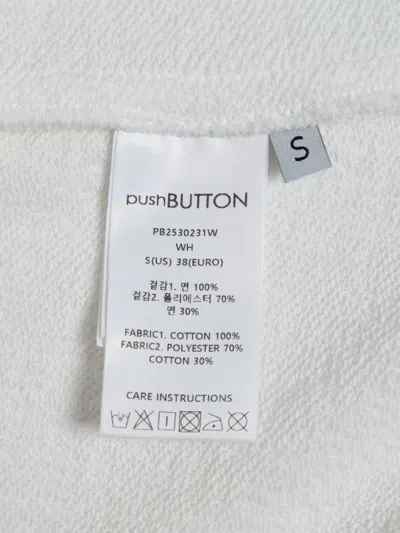 S
pushBUTTON
PB2530231W
WH
S(US) 38(EURO)
겉감1. 면 100%
겉감2. 폴리에스터 70%
면 30%
FABRIC1. COTTON 100%
FABRIC2. POLYESTER 70%
COTTON 30%
CARE INSTRUCTIONS